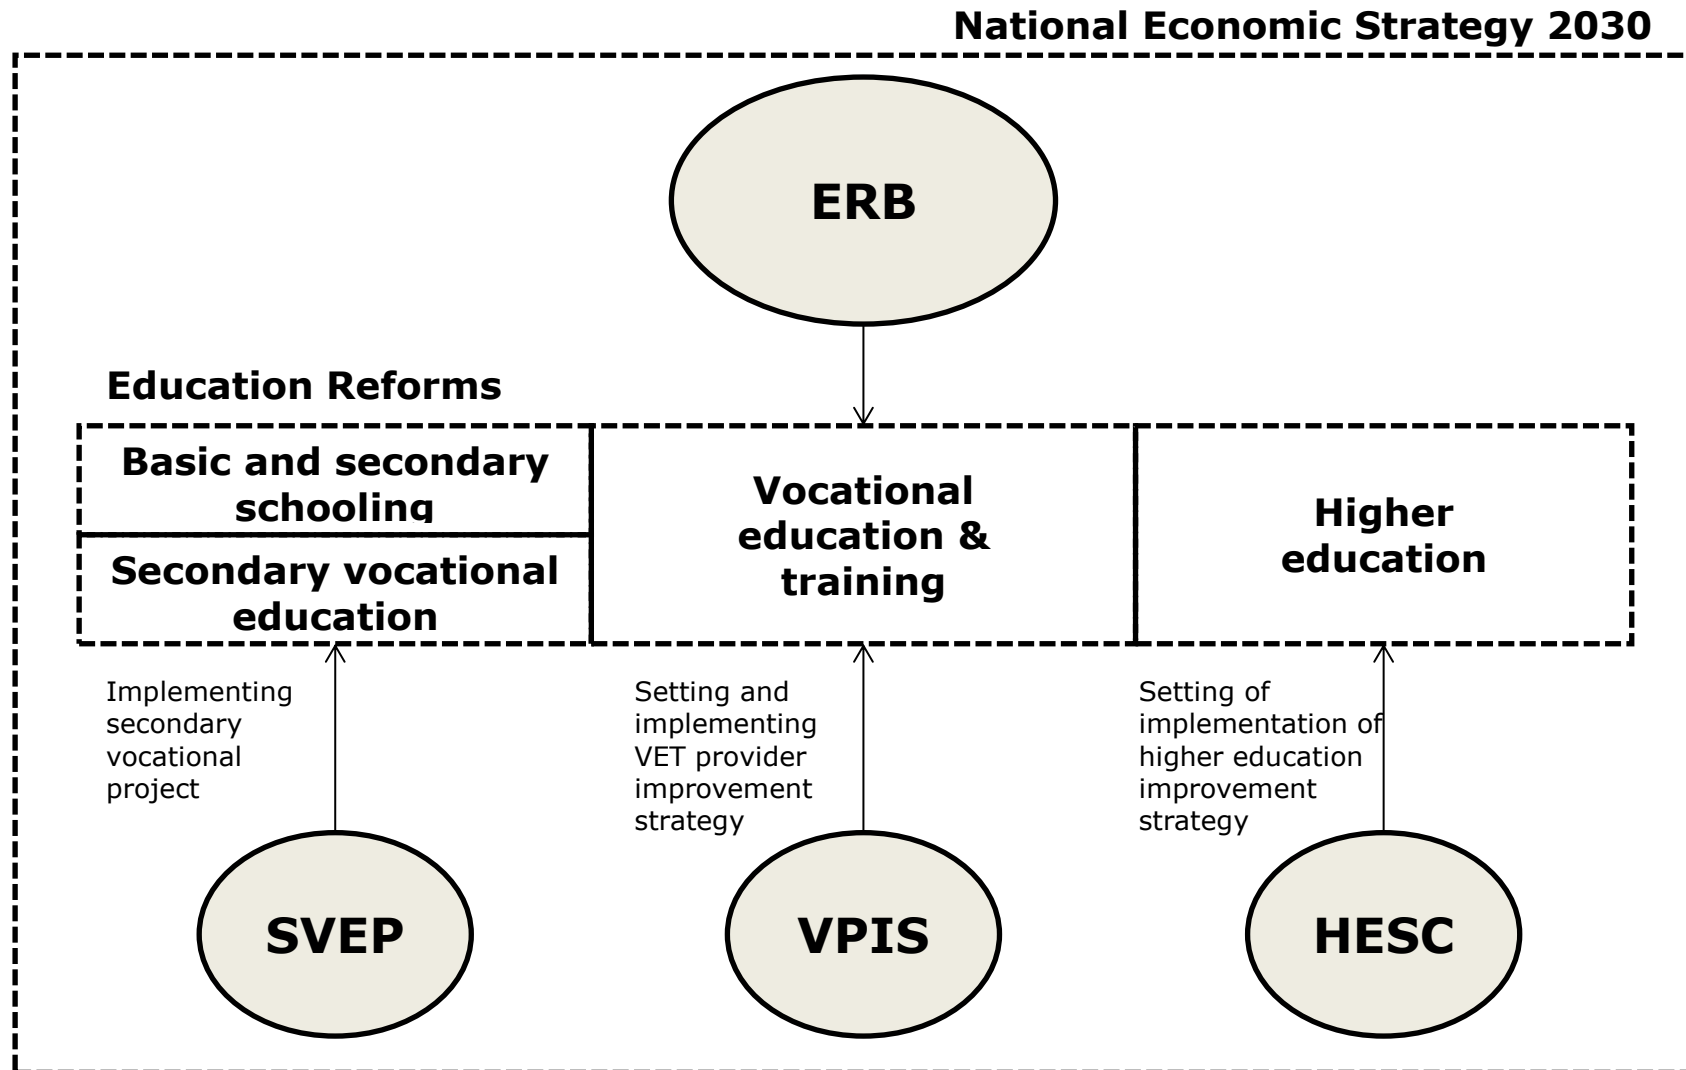 National Economic Strategy 2030
ERB
Education Reforms
Basic and secondary
schooling
Secondary vocational
education
Vocational
education &
training
Higher
education
Implementing
secondary
vocational
project
Setting and
implementing
VET provider
improvement
strategy
Setting of
implementation of
higher education
improvement
strategy
SVEP
VPIS
HESC